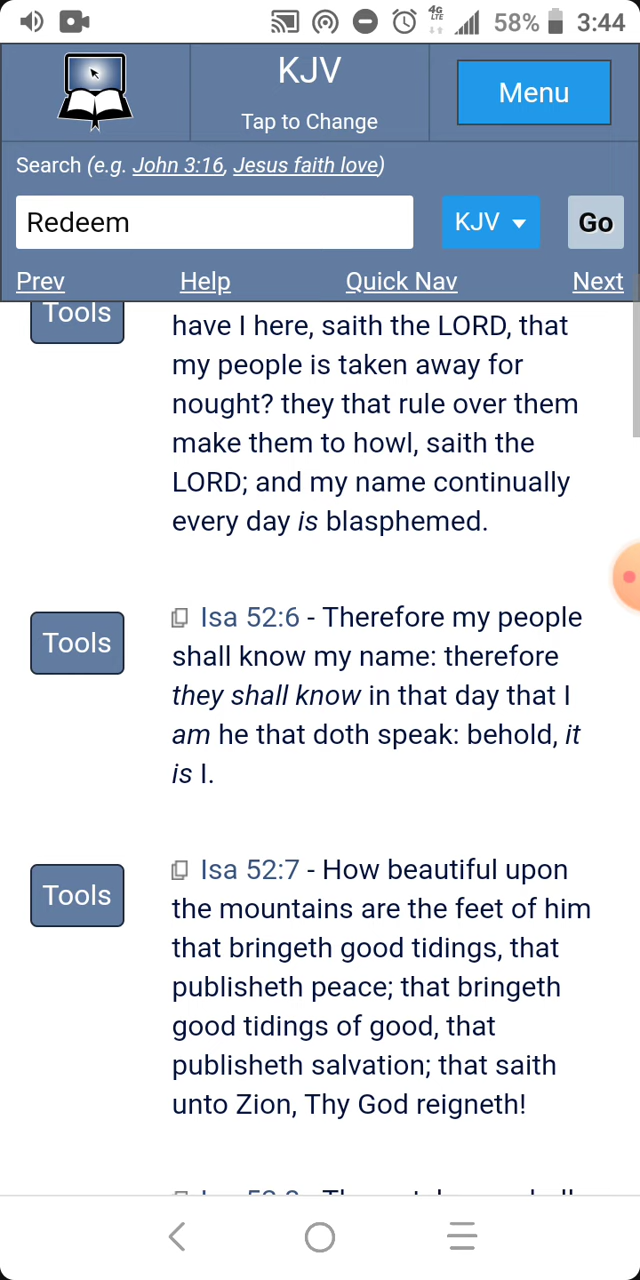 4G
LTE
58%
3:44
KJV
Tap to Change
Menu
Search (e.g. John 3:16, Jesus faith love)
Redeem
KJV
Go
Prev
Help
Quick Nav
Next
Tools
have I here, saith the LORD, that
my people is taken away for
nought? they that rule over them
make them to howl, saith the
LORD; and my name continually
every day is blasphemed.
Tools
Isa 52:6 - Therefore my people
shall know my name: therefore
they shall know in that day that I
am he that doth speak: behold, it
is I.
Tools
Isa 52:7 - How beautiful upon
the mountains are the feet of him
that bringeth good tidings, that
publisheth peace; that bringeth
good tidings of good, that
publisheth salvation; that saith
unto Zion, Thy God reigneth!